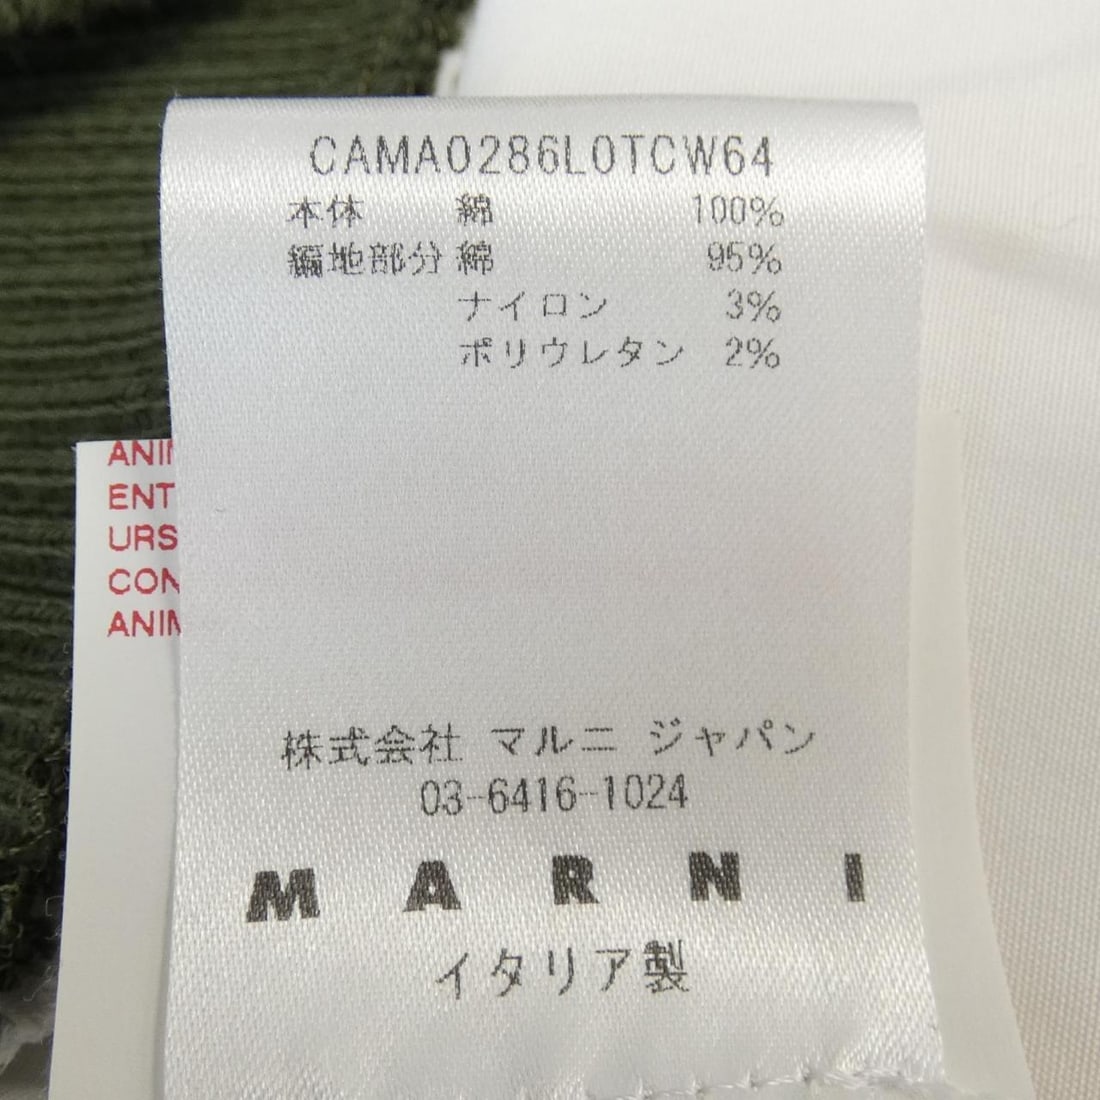 CAMA0286L0TCW64
本体 綿 100%
編地部分 綿 95%
ナイロン 3%
ポリウレタン 2%
ENT
URS
CON
株式会社 マルニ ジャパン
03-6416-1024
MARNI
イタリア製